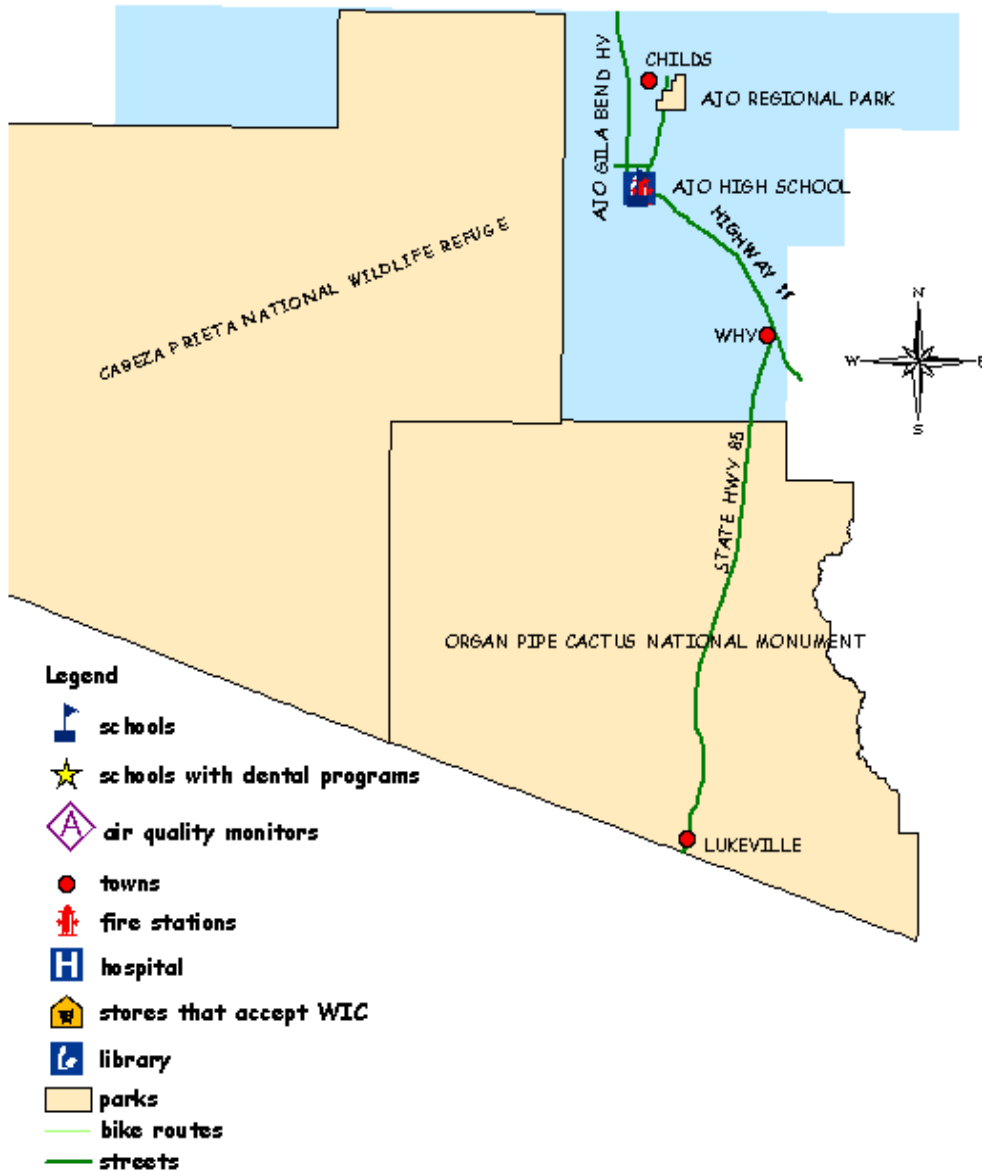 CHILDS
AJO REGIONAL PARK
AJO GILA BEND HY
AJO HIGH SCHOOL
HIGHWAY
CABEZA PRIETA NATIONAL WILDLIFE REFUGE
WHY
N
W
E
S
STATE HWY 85
ORGAN PIPE CACTUS NATIONAL MONUMENT
LUKEVILLE
Legend
schools
schools with dental programs
A
air quality monitors
towns
fire stations
H
hospital
stores that accept WIC
library
parks
bike routes
streets